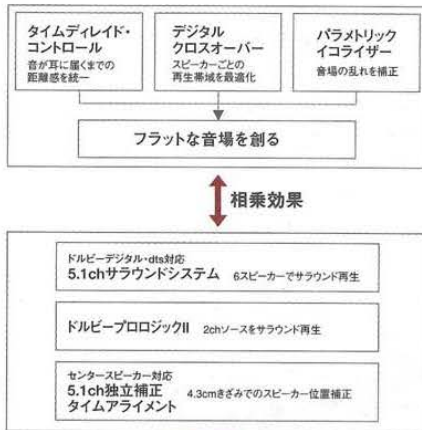 タイムディレイド・
コントロール
音が耳に届くまでの
距離感を統一
デジタル
クロスオーバー
スピーカーごとの
再生帯域を最適化
パラメトリック
イコライザー
音場の乱れを補正
フラットな音場を創る
相乗効果
ドルビーデジタル・dts対応
5.1chサラウンドシステム 6スピーカーでサラウンド再生
ドルビープロロジックII 2chソースをサラウンド再生
センタースピーカー対応
5.1ch独立補正
タイムアライメント 4.3cmきざみでのスピーカー位置補正